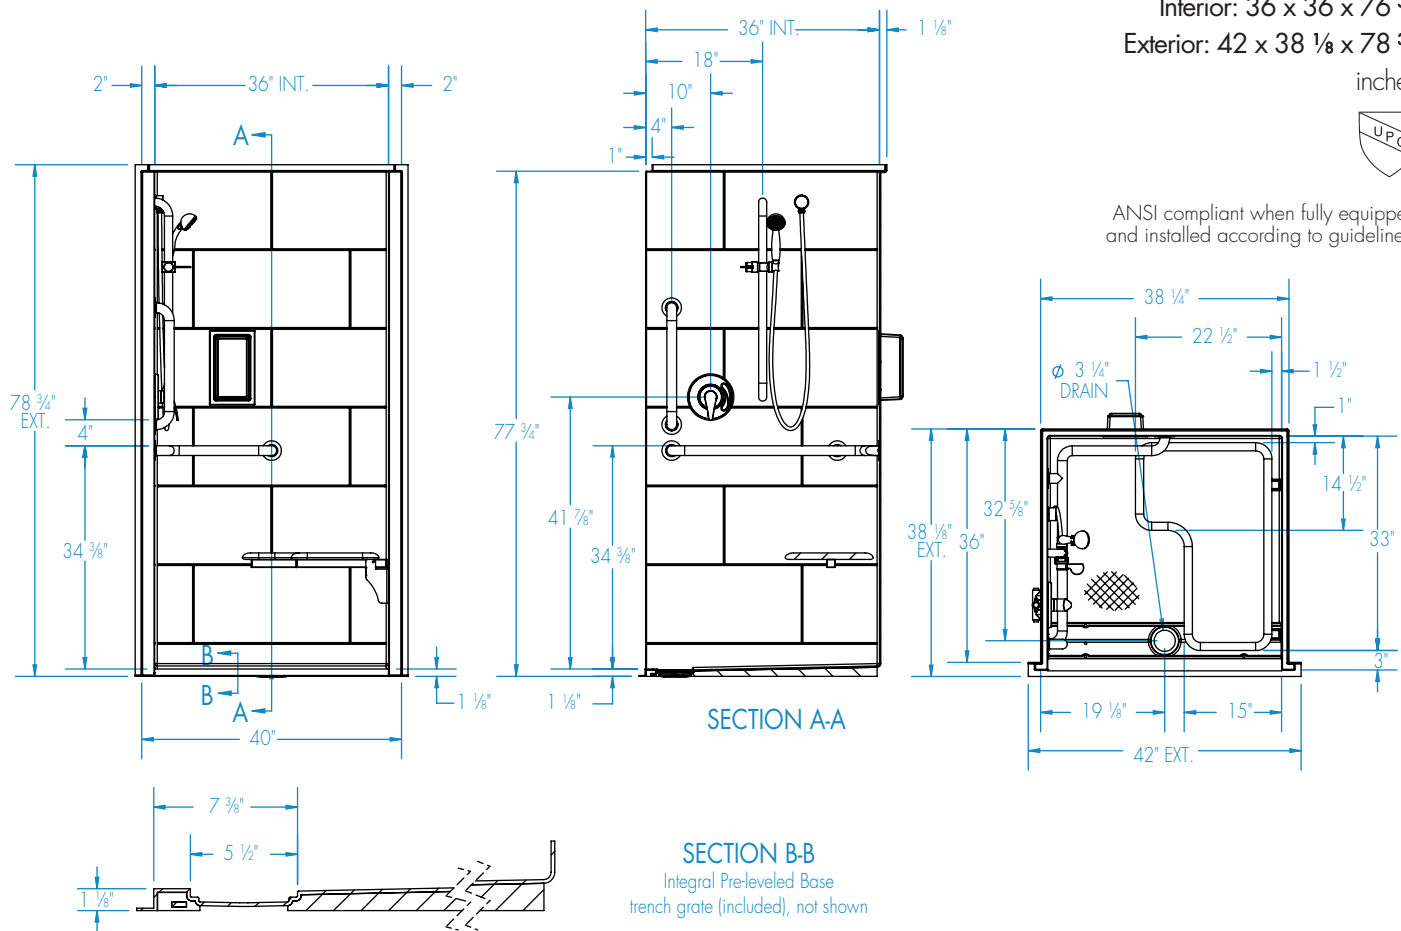 Interior: 36 x 36 x 76
Exterior: 42 x 38 ⅛ x 78
ANSI compliant when fully
and installed according to
2"
36" INT.
2"
A
78 ¾"
EXT.
4"
34 ⅜"
B
B
A
1 ⅛"
40"
36" INT.
1 ⅛"
18"
10"
4"
1"
77 ¾"
41 ⅞"
34 ⅜"
1 ⅛"
SECTION A-A
38 ¼"
22 ½"
1 ½"
ø 3 ¼"
DRAIN
1"
14 ½"
32 ⅝"
38 ⅛"
EXT.
36"
33"
3"
19 ⅛"
15"
42" EXT.
7 ⅜"
5 ½"
1 ⅛"
SECTION B-B
Integral Pre-leveled Base
trench grate (included), not shown